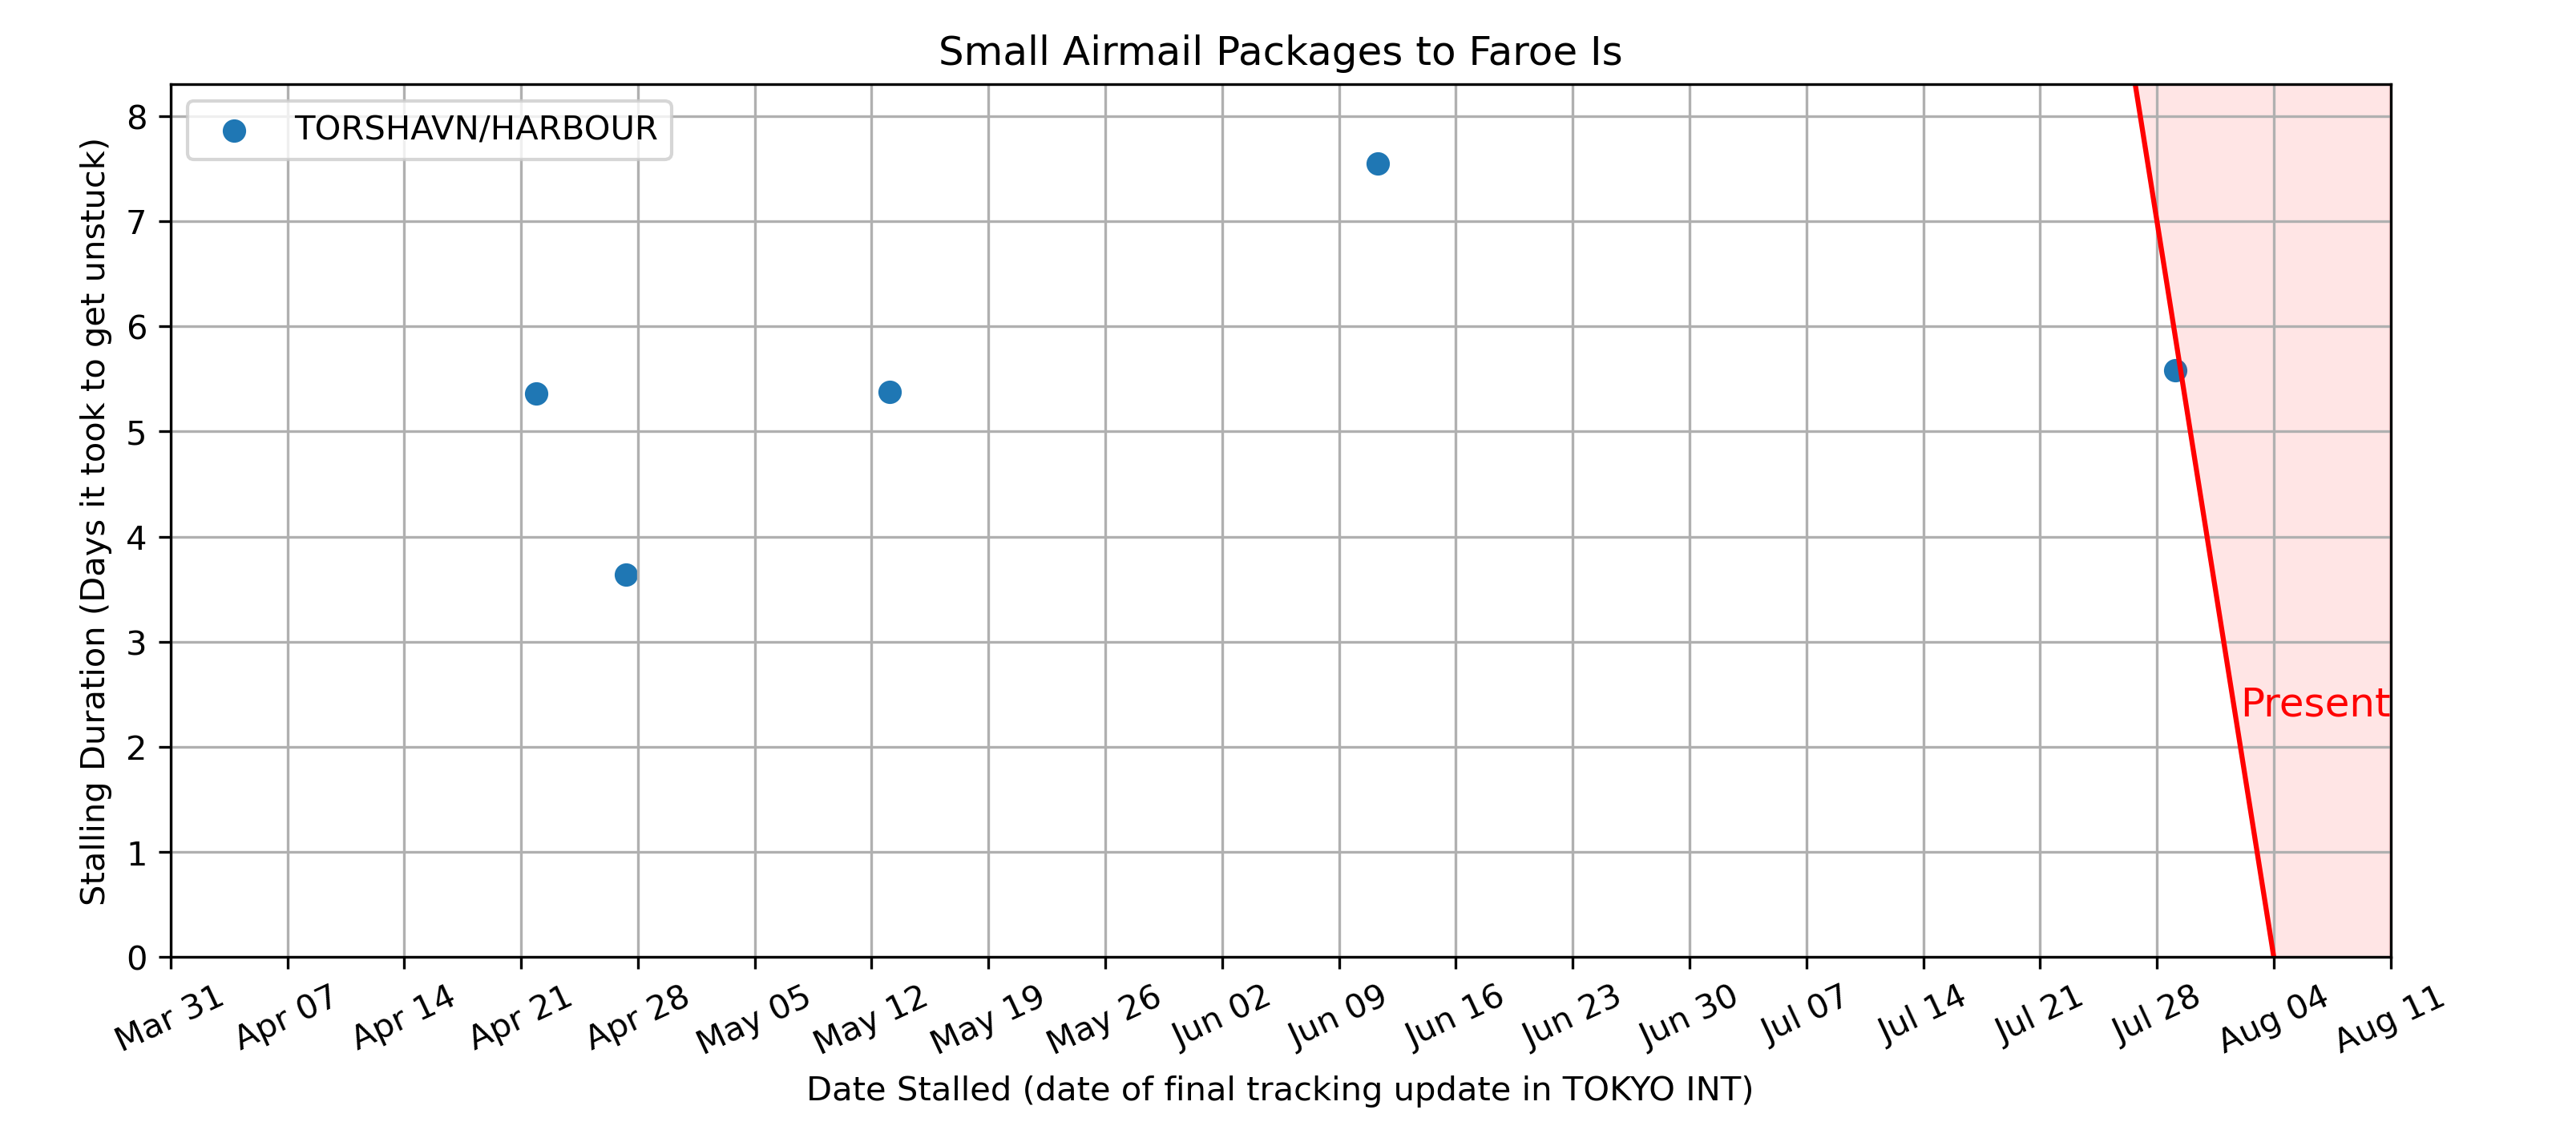 Small Airmail Packages to Faroe Is
TORSHAVN/HARBOUR
Stalling Duration (Days it took to get unstuck)
8
7
6
5
4
3
2
1
0
Present
Mar 31
Apr 07
Apr 14
Apr 21
Apr 28
May 05
May 12
May 19
May 26
Jun 02
Jun 09
Jun 16
Jun 23
Jun 30
Jul 07
Jul 14
Jul 21
Jul 28
Aug 04
Aug 11
Date Stalled (date of final tracking update in TOKYO INT)